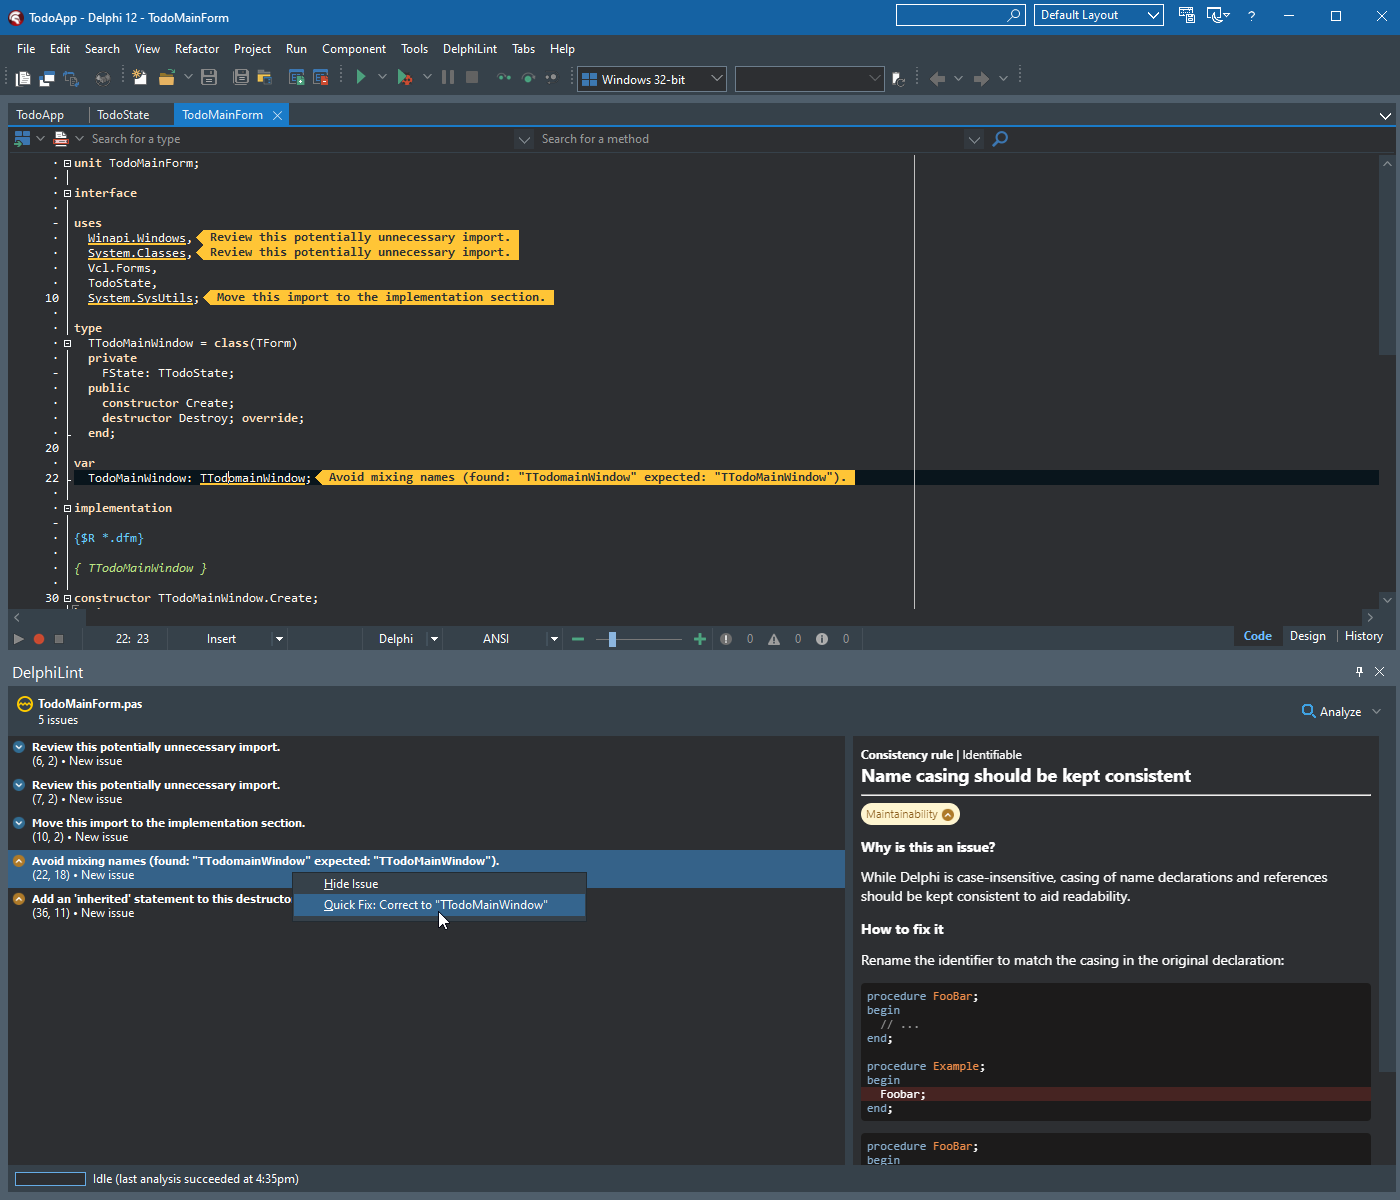 TodoApp - Delphi 12 - TodoMainForm
Default Layout
?
File Edit Search View Refactor Project Run Component Tools DelphiLint Tabs Help
Windows 32-bit
TodoApp TodoState TodoMainForm
Search for a type Search for a method
unit TodoMainForm;
interface
uses
Winapi.Windows, Review this potentially unnecessary import.
System.Classes, Review this potentially unnecessary import.
Vcl.Forms,
TodoState,
10 System.SysUtils; Move this import to the implementation section.
type
TTodoMainWindow = class(TForm)
private
FState: TTodoState;
public
constructor Create;
destructor Destroy; override;
end;
20
var
22 TodoMainWindow: TTodomainWindow; Avoid mixing names (found: "TTodomainWindow" expected: "TTodoMainWindow").
implementation
{$R *.dfm}
{ TTodoMainWindow }
30 constructor TTodoMainWindow.Create;
22: 23 Insert Delphi ANSI 0 0 0 Code Design History
DelphiLint
TodoMainForm.pas
5 issues
Analyze
Review this potentially unnecessary import.
(6, 2) • New issue
Review this potentially unnecessary import.
(7, 2) • New issue
Move this import to the implementation section.
(10, 2) • New issue
Avoid mixing names (found: "TTodomainWindow" expected: "TTodoMainWindow").
(22, 18) • New issue
Add an 'inherited' statement to this destructo
(36, 11) • New issue
Hide Issue
Quick Fix: Correct to "TTodoMainWindow"
Consistency rule | Identifiable
Name casing should be kept consistent
Maintainability
Why is this an issue?
While Delphi is case-insensitive, casing of name declarations and references
should be kept consistent to aid readability.
How to fix it
Rename the identifier to match the casing in the original declaration:
procedure FooBar;
begin
// ...
end;
procedure Example;
begin
Foobar;
end;
procedure FooBar;
begin
Idle (last analysis succeeded at 4:35pm)